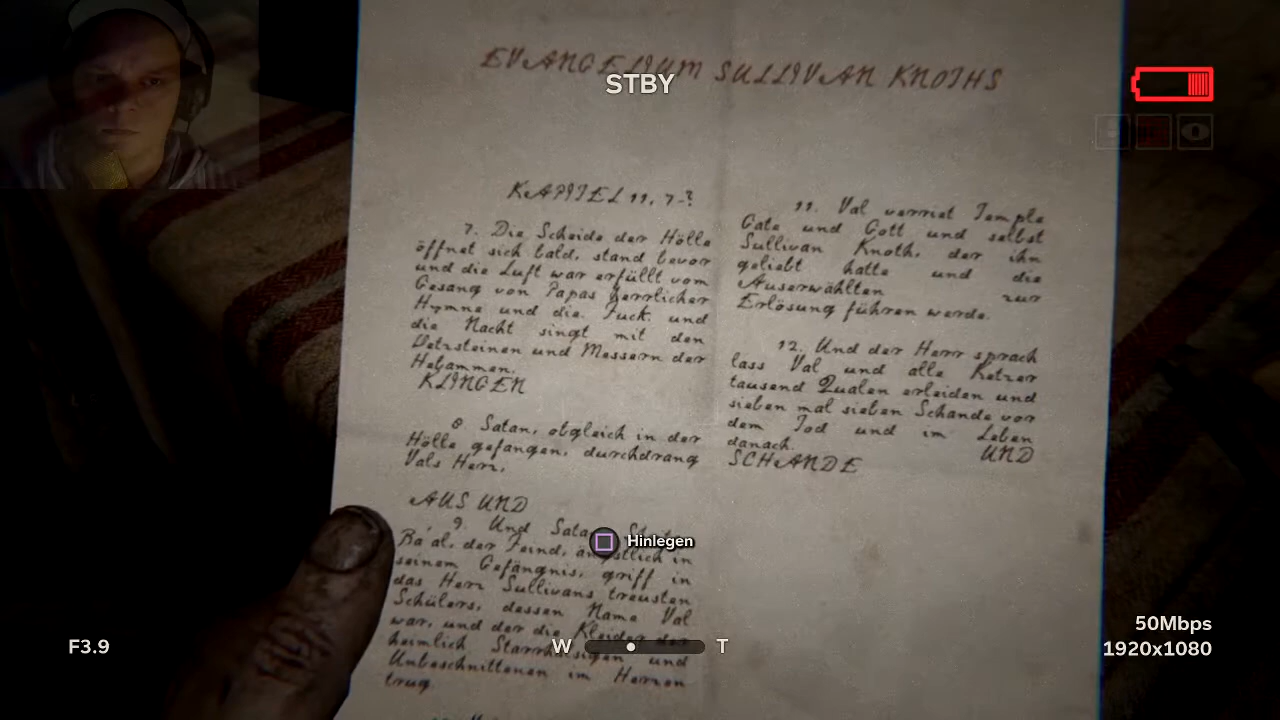 EVANGELIUM SULLIVAN KNOTHS
STBY
KAPITEL 11, 7-?
7. Die Scheide der Hölle
öffnet sich bald, stand bevor
und die Luft war erfüllt vom
Gesang von Papas herrlicher
Hymne und die. Fuck. und
die Nacht singt mit den
Wetzsteinen und Messern der
Hebammen.
KLINGEN
8. Satan, obgleich in der
Hölle gefangen, durchdrang
Vals Herz,
AUS UND
9. Und
Ba'al, der Feind, ängstlich in
seinem Gefängnis, griff in
das Herz Sullivans treusten
Schülers, dessen Name Val
war, und der die Kleider der
heimlich Starrhalsigen und
Unbeschnittenen im Herzen
trug.
11. Val verriet Temple
Gate und Gott und selbst
Sullivan Knoth, der ihn
geliebt hatte und die
Auserwählten zur
Erlösung führen werde.
12. Und der Herr sprach
lass Val und alle Ketzer
tausend Qualen erleiden und
sieben mal sieben Schande vor
dem Tod und im Leben
danach. UND
SCHANDE
Hinlegen
F3.9
W T
50Mbps
1920x1080